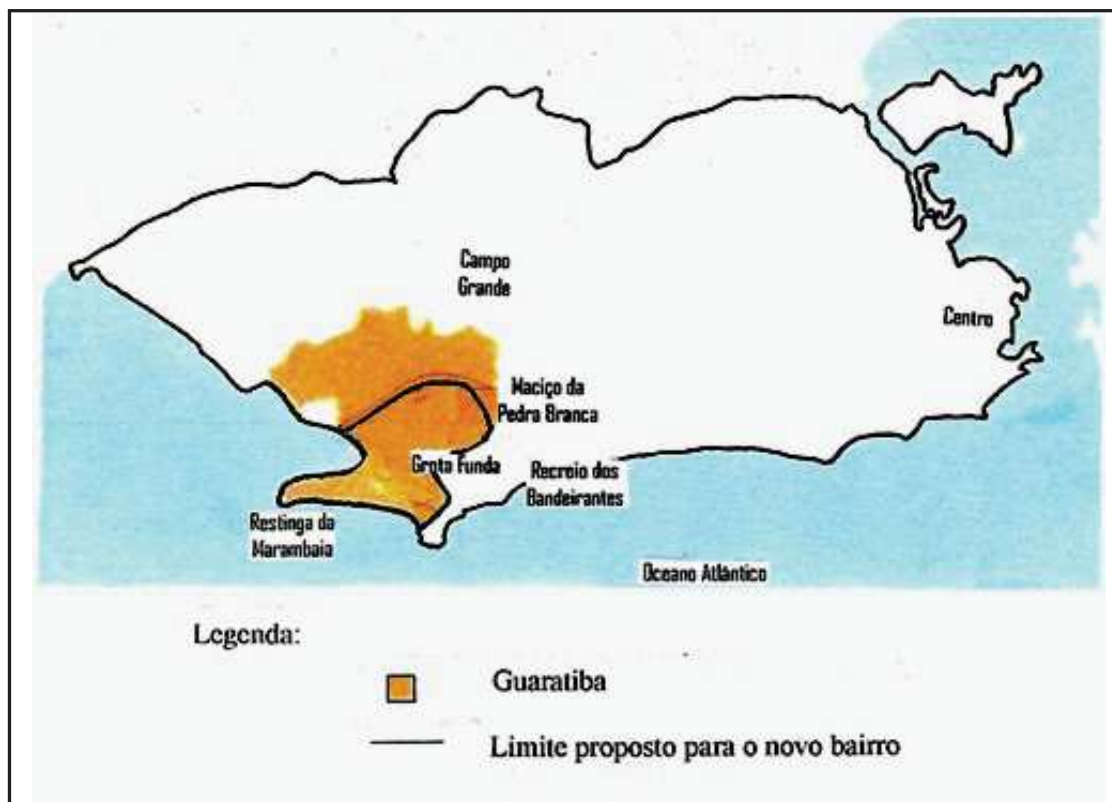 Campo
Grande
Centro
Maciço da
Pedra Branca
Grota Funda
Recreio dos
Bandeirantes
Restinga da
Marambaia
Oceano Atlântico
Legenda:
Guaratiba
Limite proposto para o novo bairro